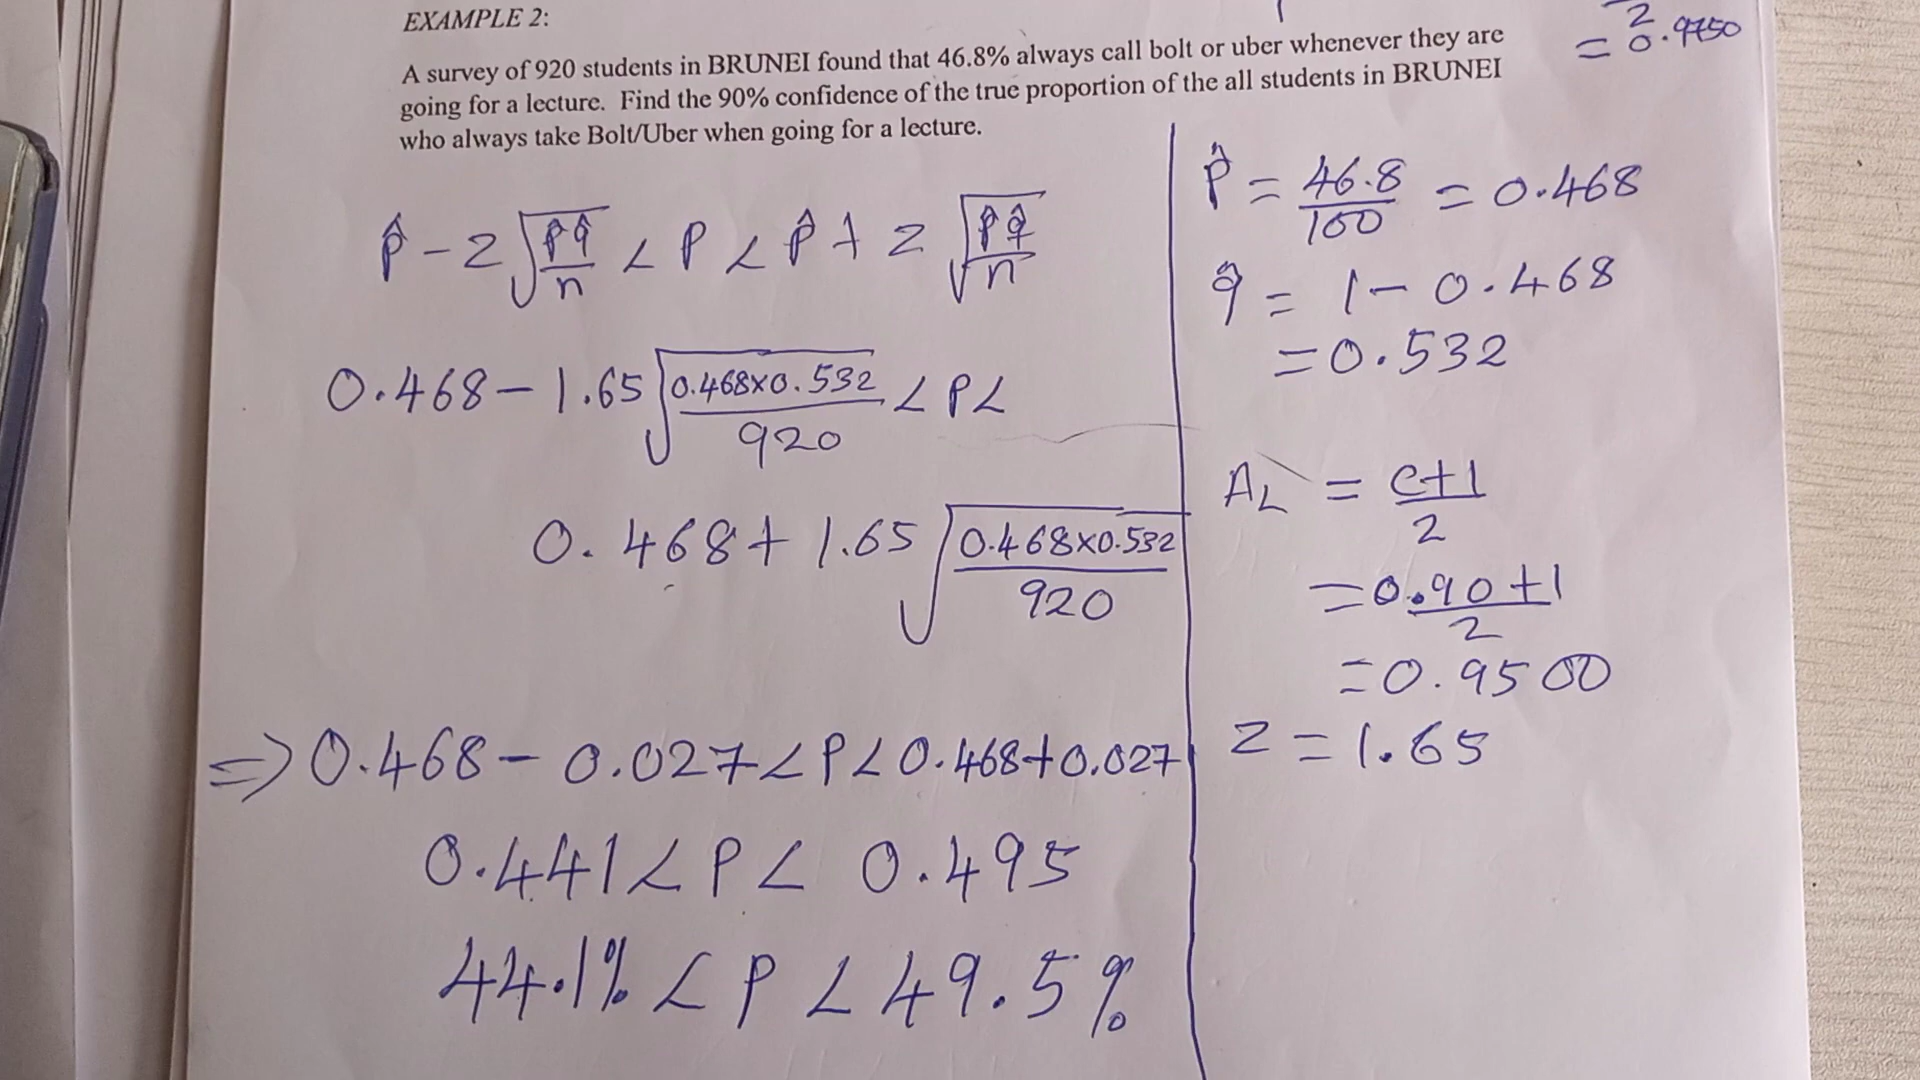 EXAMPLE 2:
A survey of 920 students in BRUNEI found that 46.8% always call bolt or uber whenever they are
going for a lecture. Find the 90% confidence of the true proportion of the all students in BRUNEI
who always take Bolt/Uber when going for a lecture.
p̂ - z√(p̂q̂/n) < P < p̂ + z√(p̂q̂/n)
0.468 - 1.65√(0.468×0.532/920) < P <
0.468 + 1.65√(0.468×0.532/920)
⇒ 0.468 - 0.027 < P < 0.468 + 0.027
0.441 < P < 0.495
44.1% < P < 49.5%
2
= 0.9750
p̂ = 46.8/100 = 0.468
q̂ = 1 - 0.468
= 0.532
AL = c+1/2
= 0.90+1/2
= 0.9500
z = 1.65